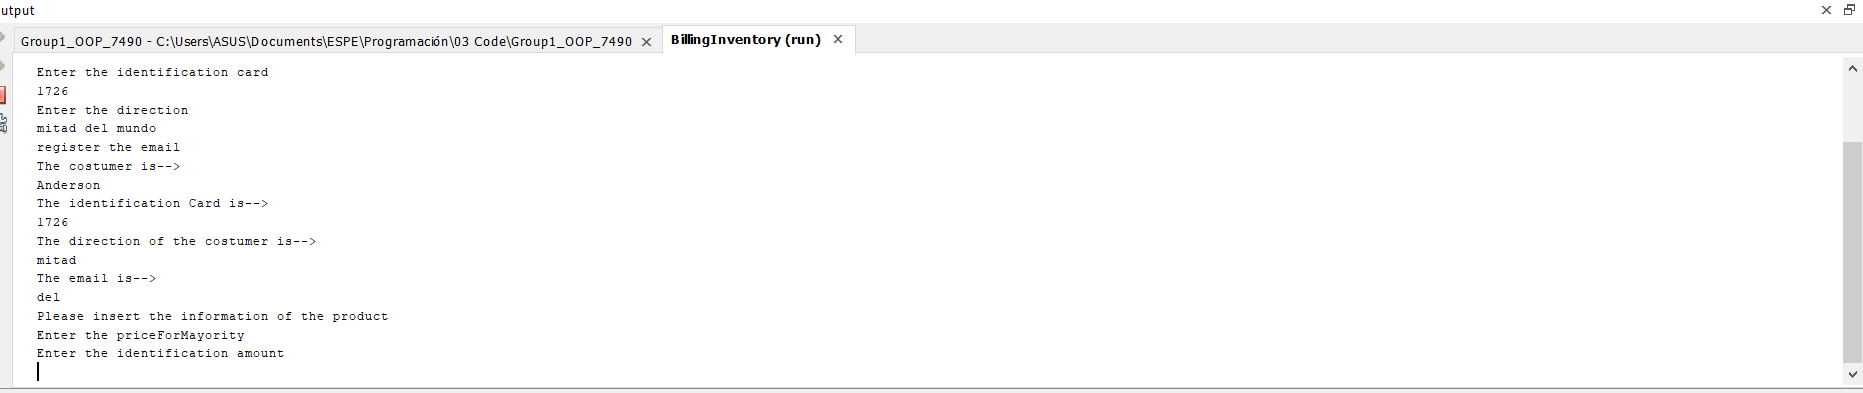 utput
Group1_OOP_7490 - C:\Users\ASUS\Documents\ESPE\Programación\03 Code\Group1_OOP_7490
BillingInventory (run)
Enter the identification card
1726
Enter the direction
mitad del mundo
register the email
The costumer is-->
Anderson
The identification Card is-->
1726
The direction of the costumer is-->
mitad
The email is-->
del
Please insert the information of the product
Enter the priceForMayority
Enter the identification amount